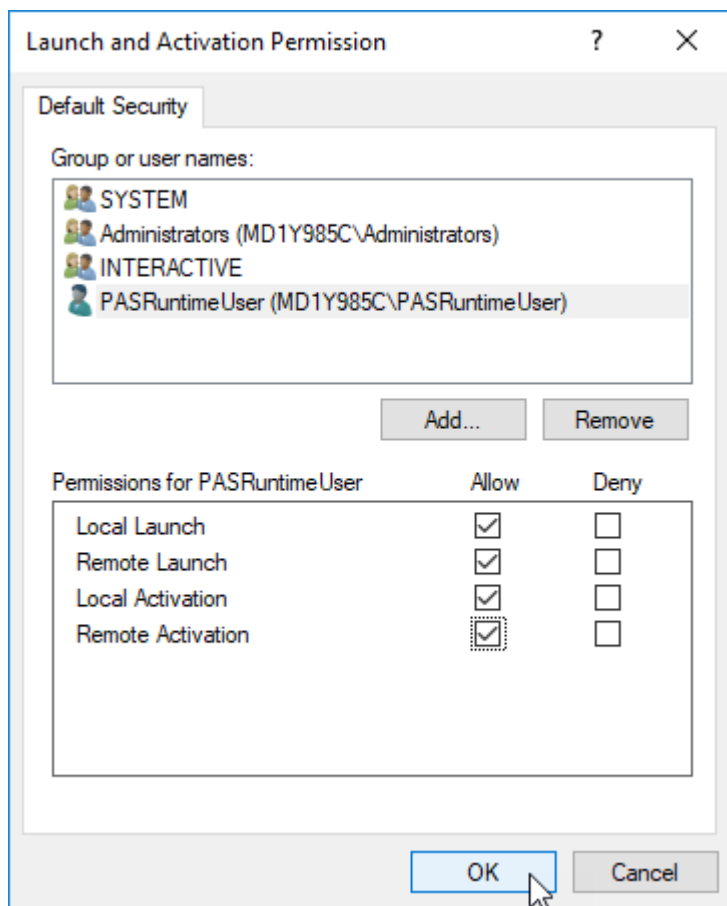 Launch and Activation Permission
Default Security
Group or user names:
SYSTEM
Administrators (MD1Y985C\Administrators)
INTERACTIVE
PASRuntimeUser (MD1Y985C\PASRuntimeUser)
Add... Remove
Permissions for PASRuntimeUser Allow Deny
Local Launch
Remote Launch
Local Activation
Remote Activation
OK Cancel